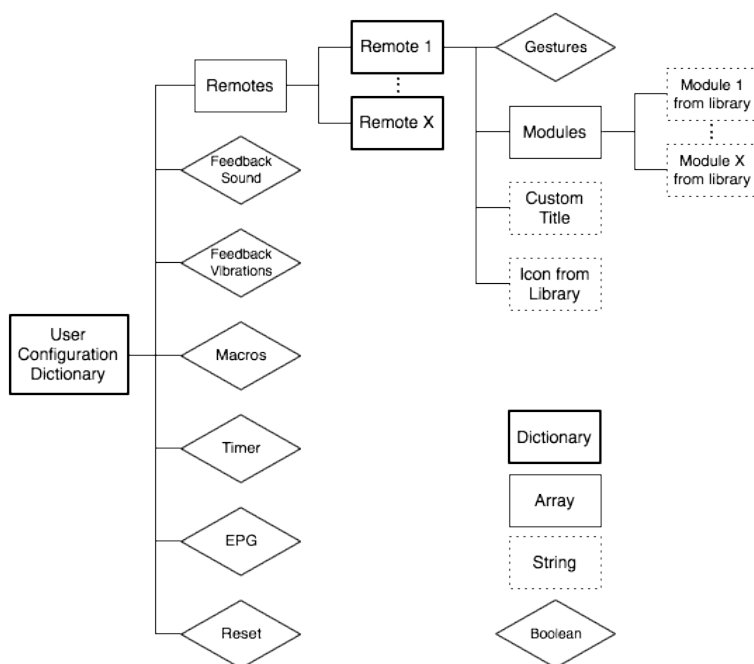 Remote 1
Gestures
Remotes
Module 1
from library
Remote X
Modules
Module X
from library
Feedback
Sound
Custom
Title
Feedback
Vibrations
Icon from
Library
User
Configuration
Dictionary
Macros
Dictionary
Timer
Array
EPG
String
Reset
Boolean